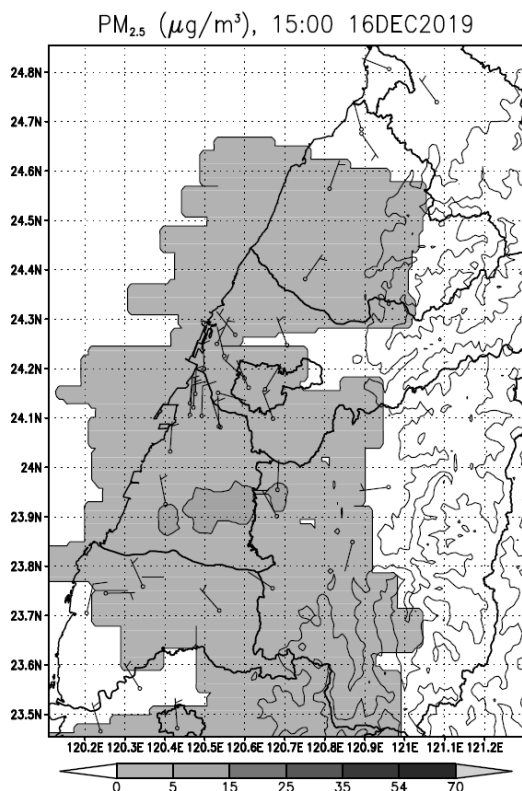 PM2.5 (μg/m³), 15:00 16DEC2019
24.8N
24.7N
24.6N
24.5N
24.4N
24.3N
24.2N
24.1N
24N
23.9N
23.8N
23.7N
23.6N
23.5N
120.2E 120.3E 120.4E 120.5E 120.6E 120.7E 120.8E 120.9E 121E 121.1E 121.2E
0 5 15 25 35 54 70